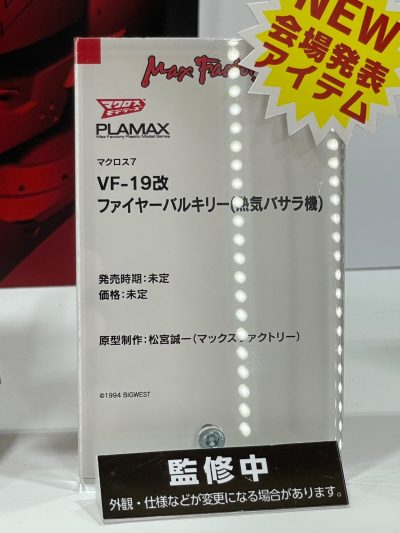 NEW
会場発表
アイテム
Max Factory
マクロス
モデラーズ
PLAMAX
Max Factory Plastic Model Series
マクロス7
VF-19改
ファイヤーバルキリー(熱気バサラ機)
発売時期:未定
価格:未定
原型制作:松宮誠一(マックスファクトリー)
©1994 BIGWEST
監修中
外観・仕様などが変更になる場合があります。